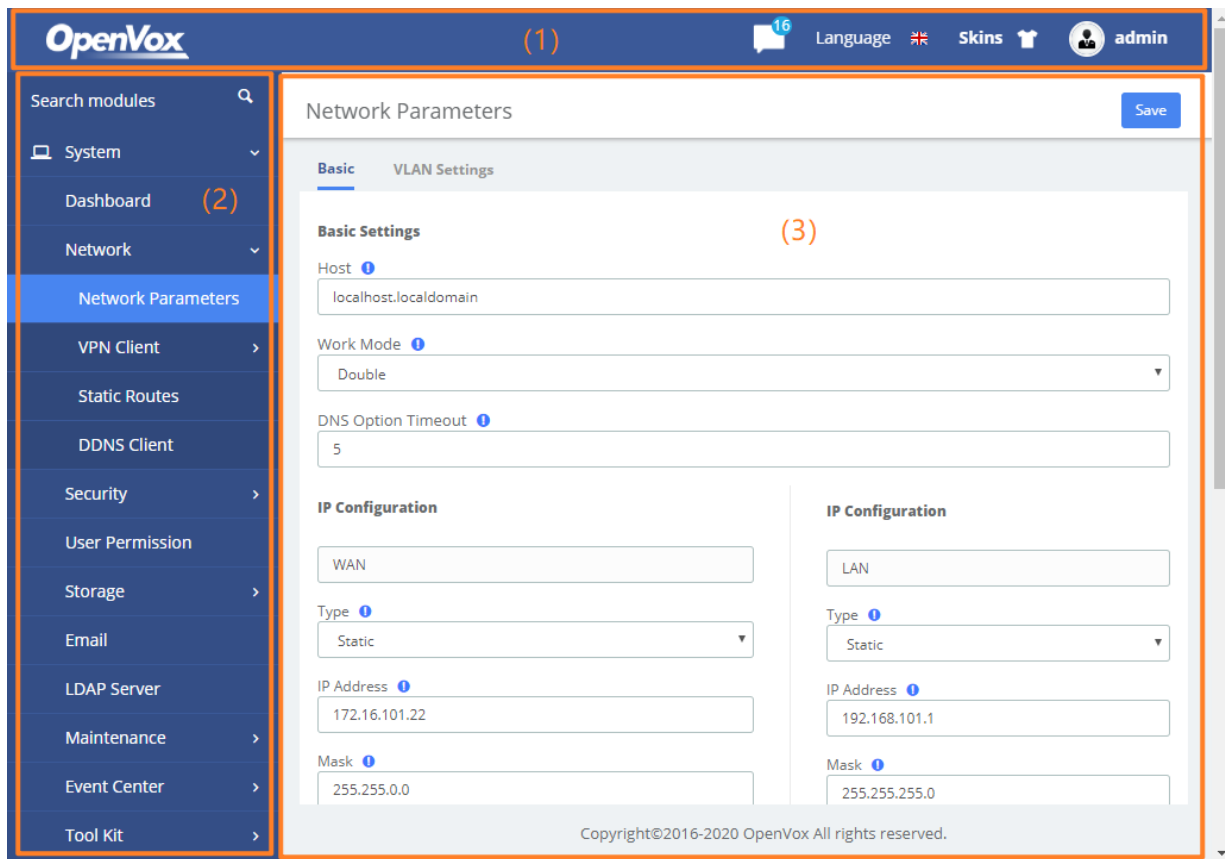 OpenVox
(1)
16
Language
Skins
admin
Search modules
System
Dashboard
(2)
Network
Network Parameters
VPN Client
Static Routes
DDNS Client
Security
User Permission
Storage
Email
LDAP Server
Maintenance
Event Center
Tool Kit
Network Parameters
Save
Basic
VLAN Settings
(3)
Basic Settings
Host
localhost.localdomain
Work Mode
Double
DNS Option Timeout
5
IP Configuration
WAN
Type
Static
IP Address
172.16.101.22
Mask
255.255.0.0
IP Configuration
LAN
Type
Static
IP Address
192.168.101.1
Mask
255.255.255.0
Copyright©2016-2020 OpenVox All rights reserved.